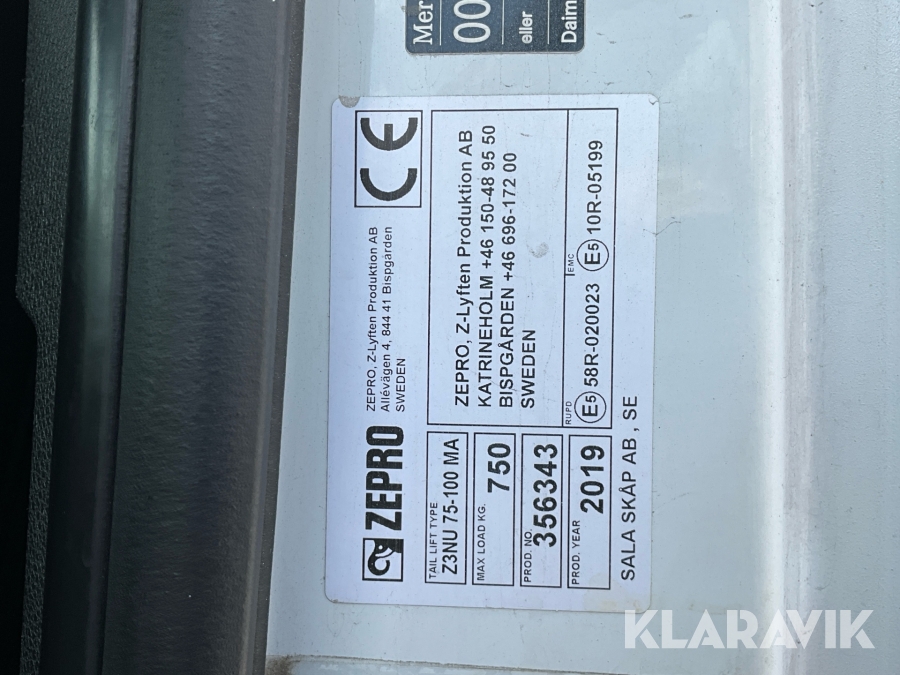 Mer
00
eller
Daim
ZEPRO
ZEPRO, Z-Lyften Produktion AB
Allévägen 4, 844 41 Bispgården
SWEDEN
CE
TAIL LIFT TYPE
Z3NU 75-100 MA
MAX LOAD KG.
750
PROD. NO.
356343
PROD. YEAR
2019
ZEPRO, Z-Lyften Produktion AB
KATRINEHOLM +46 150-48 95 50
BISPGÅRDEN +46 696-172 00
SWEDEN
RUPD
E5 58R-020023
EMC
E5 10R-05199
SALA SKÅP AB , SE
KLARAVIK